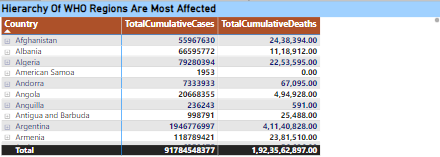 Hierarchy Of WHO Regions Are Most Affected
Country TotalCumulativeCases TotalCumulativeDeaths
Afghanistan 55967630 24,38,394.00
Albania 66595772 11,18,912.00
Algeria 79280394 22,53,595.00
American Samoa 1953 0.00
Andorra 7333933 67,095.00
Angola 20668355 4,94,928.00
Anguilla 236243 591.00
Antigua and Barbuda 998791 25,488.00
Argentina 1946776997 4,11,40,828.00
Armenia 118789421 23,81,510.00
Total 91784548377 1,92,35,62,897.00